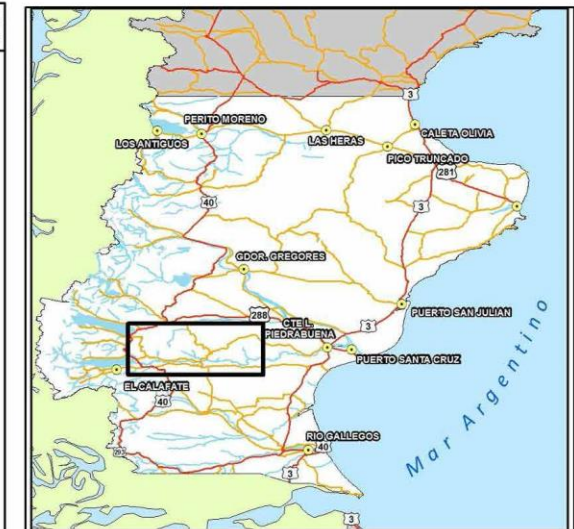 3
PERITO MORENO
LOS ANTIGUOS
LAS HERAS
CALETA OLIVIA
PICO TRUNCADO
281
40
3
GDOR. GREGORES
288
PUERTO SAN JULIAN
CTE L.
PIEDRABUENA
3
PUERTO SANTA CRUZ
EL CALAFATE
40
RIO GALLEGOS
40
293
3
3
Mar Argentino